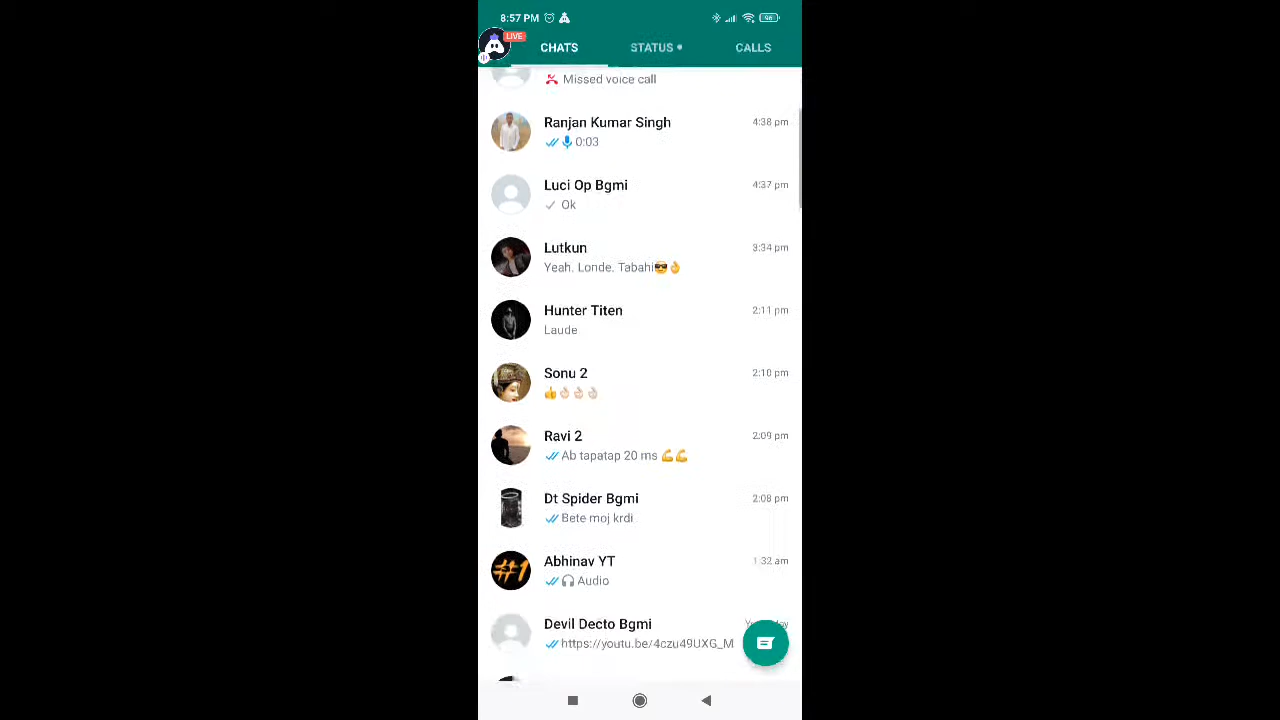 8:57 PM
96
LIVE
CHATS
STATUS
CALLS
Missed voice call
Ranjan Kumar Singh
4:38 pm
0:03
Luci Op Bgmi
4:37 pm
Ok
Lutkun
3:34 pm
Yeah. Londe. Tabahi😎👌
Hunter Titen
2:11 pm
Laude
Sonu 2
2:10 pm
👍👌🏻👌🏻👌🏻
Ravi 2
2:09 pm
Ab tapatap 20 ms 💪💪
Dt Spider Bgmi
2:08 pm
Bete moj krdi
Abhinav YT
#1
1:32 am
Audio
Devil Decto Bgmi
https://youtu.be/4czu49UXG_M